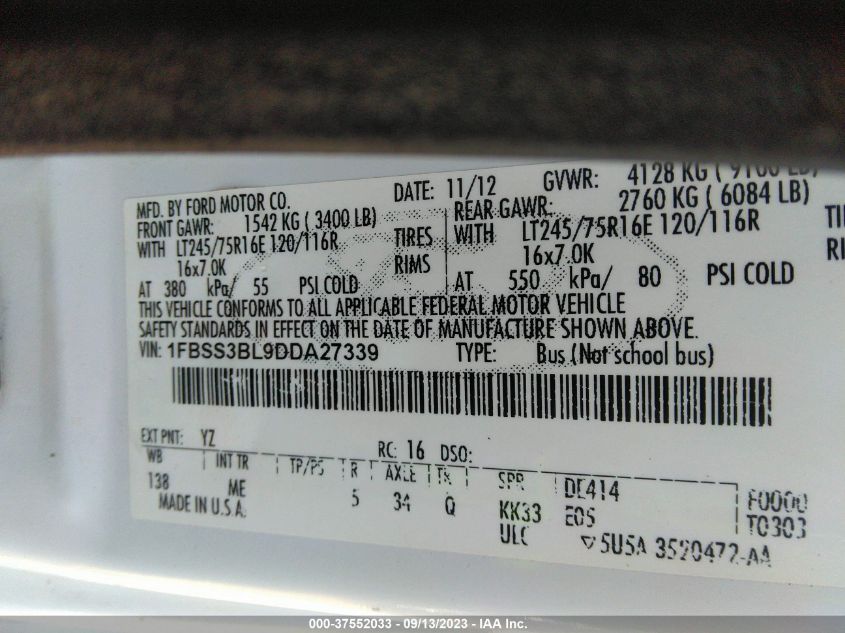 MFD. BY FORD MOTOR CO. DATE: 11/12 GVWR: 4128 KG (9100 LB)
FRONT GAWR: 1542 KG (3400 LB) REAR GAWR: 2760 KG (6084 LB)
WITH LT245/75R16E 120/116R TIRES WITH LT245/75R16E 120/116R
16x7.0K RIMS 16x7.0K
AT 380 kPa/ 55 PSI COLD AT 550 kPa/ 80 PSI COLD
THIS VEHICLE CONFORMS TO ALL APPLICABLE FEDERAL MOTOR VEHICLE
SAFETY STANDARDS IN EFFECT ON THE DATE OF MANUFACTURE SHOWN ABOVE.
VIN: 1FBSS3BL9DDA27339 TYPE: Bus (Not school bus)
EXT PNT: YZ RC: 16 DSO:
WB INT TR TP/PS R AXLE TR SPR DE414 F0000
138 ME 5 34 Q KK33 E05 T0303
MADE IN U.S.A. ULC 5U5A 3520472-AA
000-37552033 - 09/13/2023 - IAA Inc.